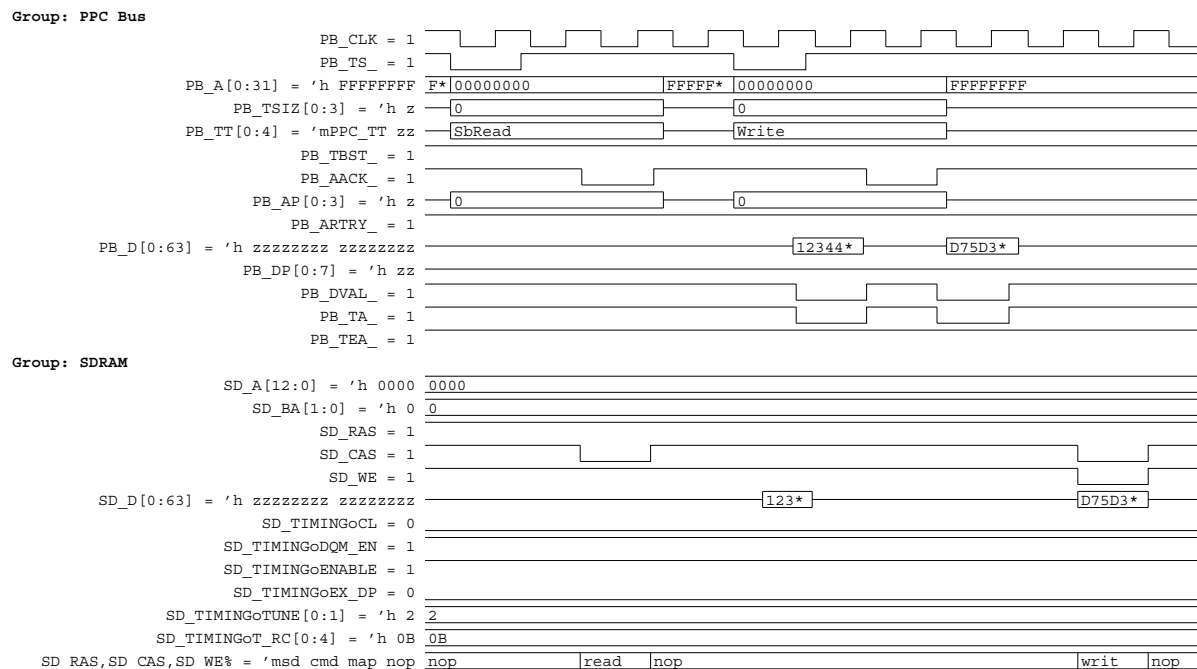 Group: PPC Bus
PB_CLK = 1
PB_TS_ = 1
PB_A[0:31] = 'h FFFFFFFF F* 00000000 FFFFF* 00000000 FFFFFFFF
PB_TSIZ[0:3] = 'h z 0 0
PB_TT[0:4] = 'mPPC_TT zz SbRead Write
PB_TBST_ = 1
PB_AACK_ = 1
PB_AP[0:3] = 'h z 0 0
PB_ARTRY_ = 1
PB_D[0:63] = 'h zzzzzzzz zzzzzzzz 12344* D75D3*
PB_DP[0:7] = 'h zz
PB_DVAL_ = 1
PB_TA_ = 1
PB_TEA_ = 1
Group: SDRAM
SD_A[12:0] = 'h 0000 0000
SD_BA[1:0] = 'h 0 0
SD_RAS = 1
SD_CAS = 1
SD_WE = 1
SD_D[0:63] = 'h zzzzzzzz zzzzzzzz 123* D75D3*
SD_TIMINGoCL = 0
SD_TIMINGoDQM_EN = 1
SD_TIMINGoENABLE = 1
SD_TIMINGoEX_DP = 0
SD_TIMINGoTUNE[0:1] = 'h 2 2
SD_TIMINGoT_RC[0:4] = 'h 0B 0B
SD RAS,SD CAS,SD WE% = 'msd cmd map nop nop read nop writ nop